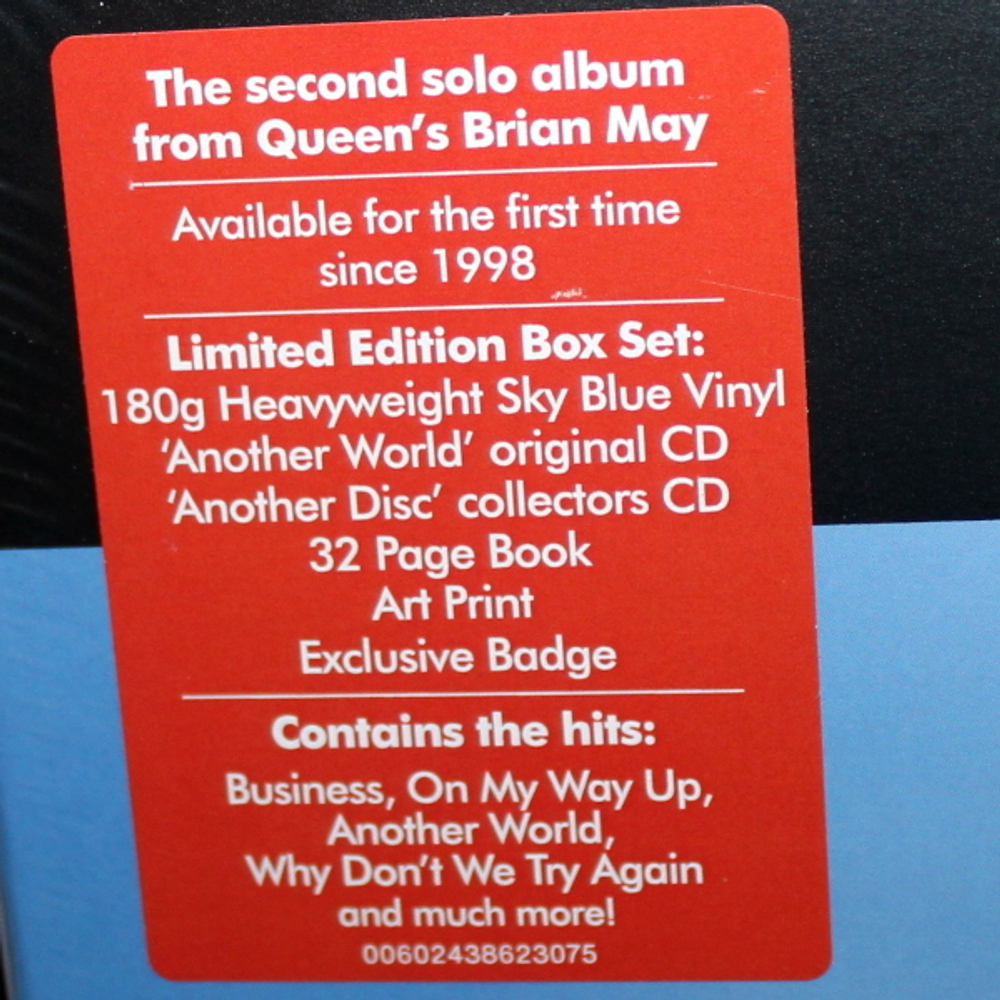 The second solo album
from Queen's Brian May
Available for the first time
since 1998
Limited Edition Box Set:
180g Heavyweight Sky Blue Vinyl
'Another World' original CD
'Another Disc' collectors CD
32 Page Book
Art Print
Exclusive Badge
Contains the hits:
Business, On My Way Up,
Another World,
Why Don't We Try Again
and much more!
00602438623075